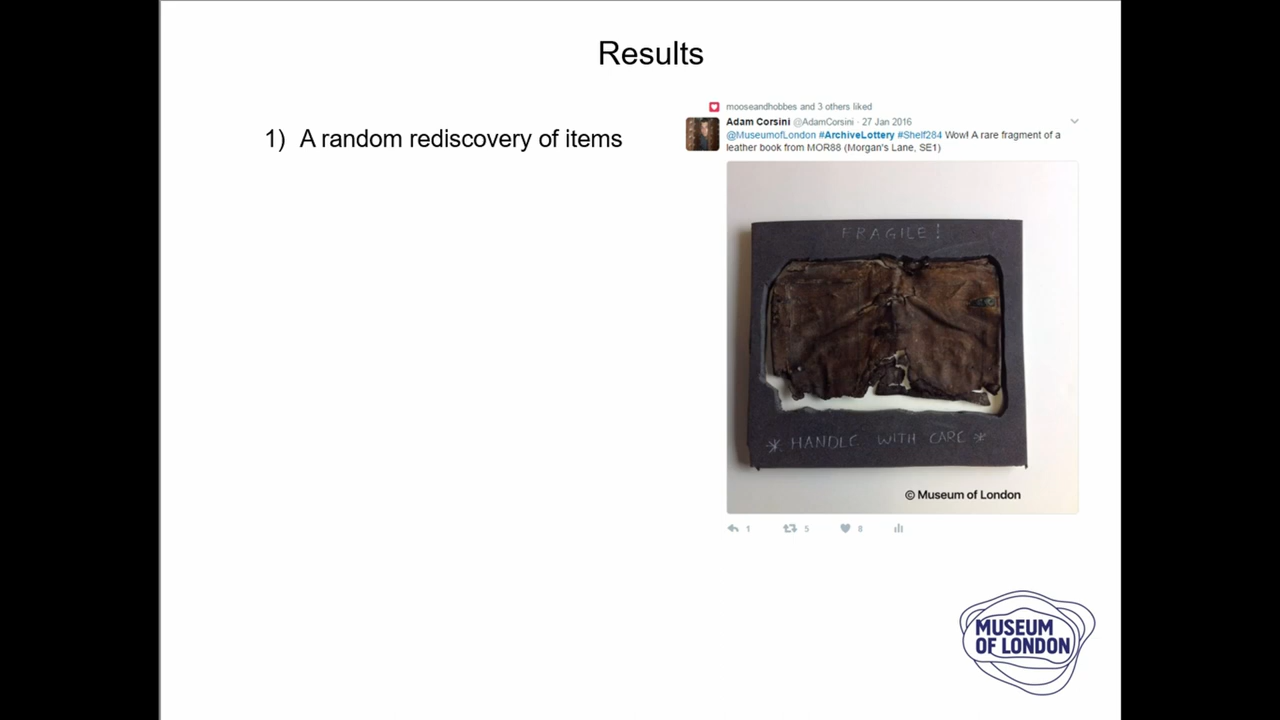 Results
1) A random rediscovery of items
mooseandhobbes and 3 others liked
Adam Corsini @AdamCorsini · 27 Jan 2016
@MuseumofLondon #ArchiveLottery #Shelf284 Wow! A rare fragment of a
leather book from MOR88 (Morgan's Lane, SE1)
FRAGILE!
* HANDLE WITH CARE *
© Museum of London
1 5 8
MUSEUM
OF LONDON